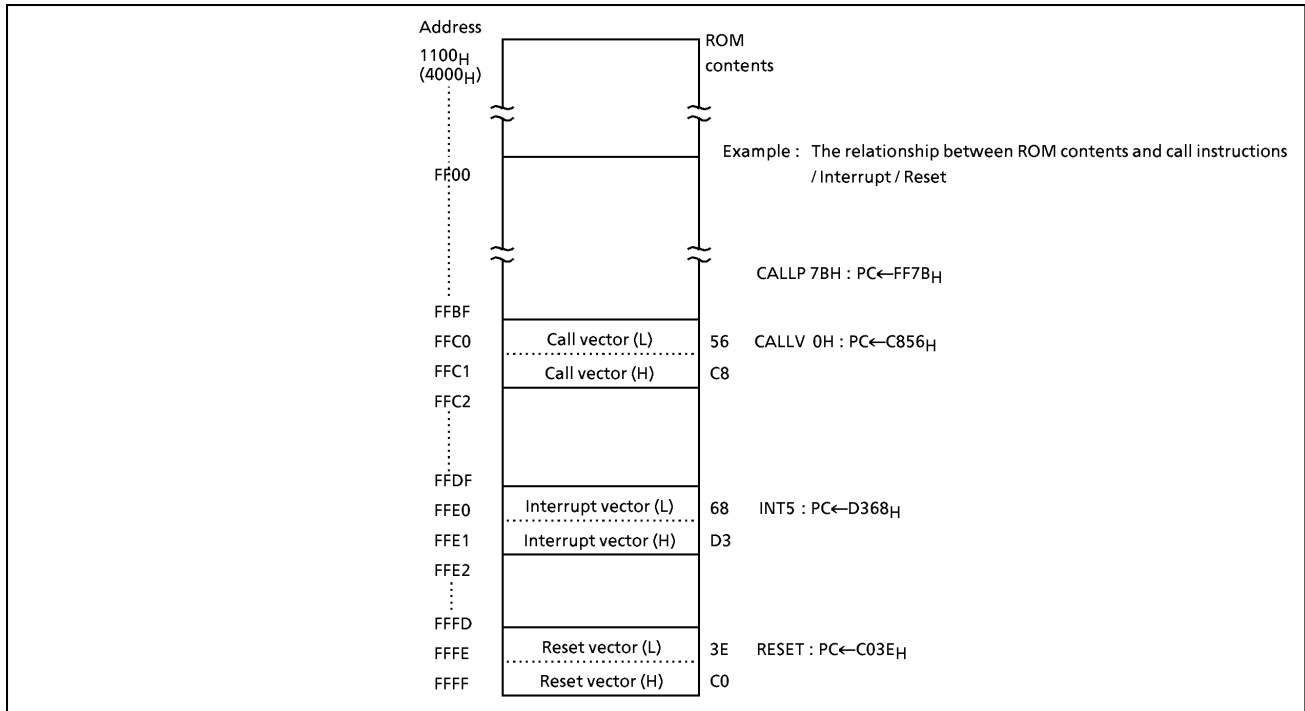 Address
1100H
(4000H)
ROM
contents
Example : The relationship between ROM contents and call instructions
/ Interrupt / Reset
FF00
CALLP 7BH : PC←FF7BH
FFBF
FFC0 Call vector (L) 56 CALLV 0H : PC←C856H
FFC1 Call vector (H) C8
FFC2
FFDF
FFE0 Interrupt vector (L) 68 INT5 : PC←D368H
FFE1 Interrupt vector (H) D3
FFE2
FFFD
FFFE Reset vector (L) 3E RESET : PC←C03EH
FFFF Reset vector (H) C0